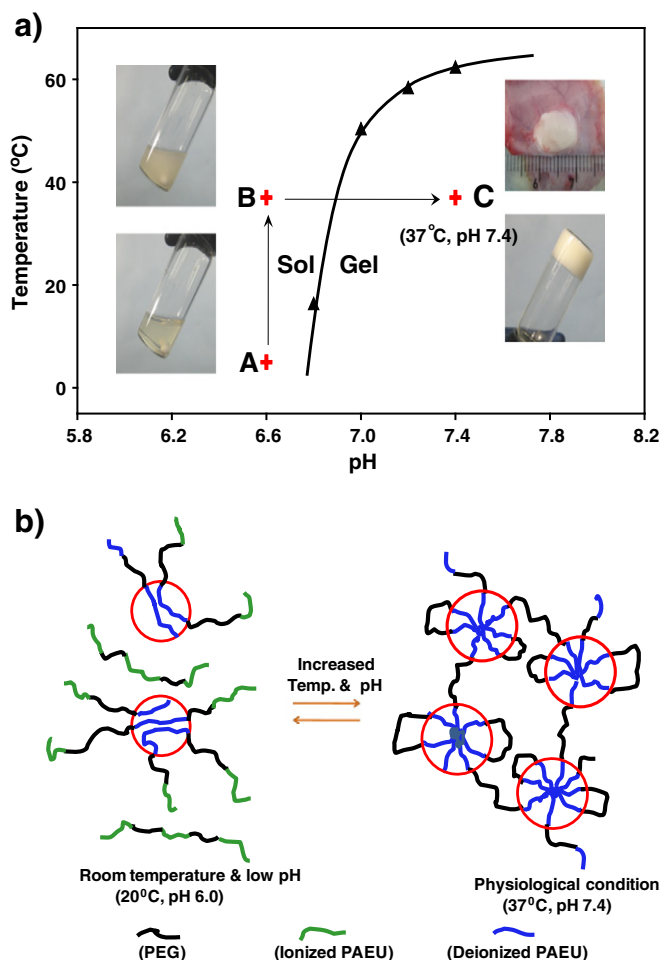 a)
Temperature (°C)
60
40
20
0
B
C
(37°C, pH 7.4)
Sol Gel
A
5.8 6.2 6.6 7.0 7.4 7.8 8.2
pH
b)
Increased
Temp. & pH
Room temperature & low pH
(20⁰C, pH 6.0)
Physiological condition
(37⁰C, pH 7.4)
(PEG) (Ionized PAEU) (Deionized PAEU)